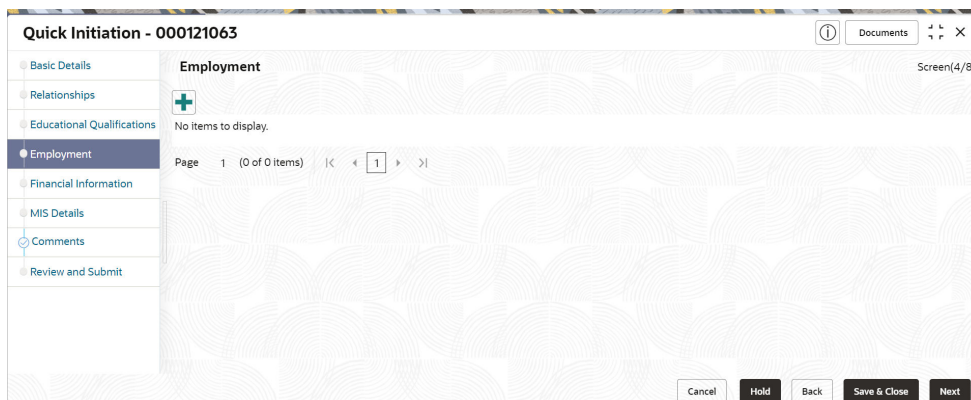 Quick Initiation - 000121063
Documents
Basic Details
Relationships
Educational Qualifications
Employment
Financial Information
MIS Details
Comments
Review and Submit
Employment
Screen(4/8
No items to display.
Page 1 (0 of 0 items) 1
Cancel Hold Back Save & Close Next